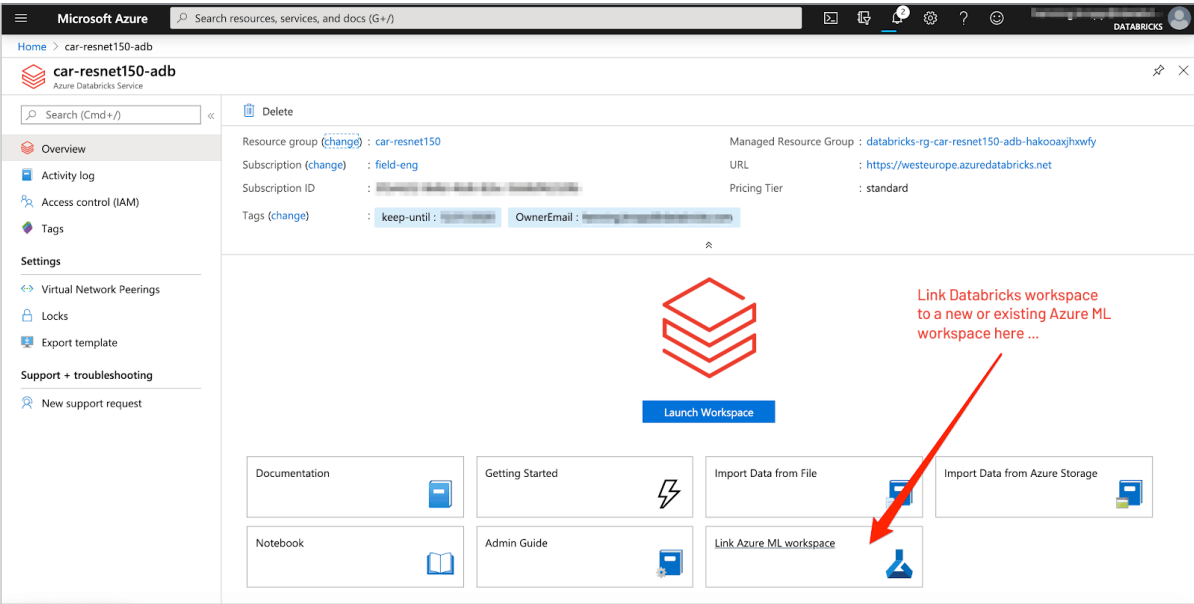 Microsoft Azure
Search resources, services, and docs (G+/)
2
DATABRICKS
Home > car-resnet150-adb
car-resnet150-adb
Azure Databricks Service
Search (Cmd+/)
«
Overview
Activity log
Access control (IAM)
Tags
Settings
Virtual Network Peerings
Locks
Export template
Support + troubleshooting
New support request
Delete
Resource group (change) : car-resnet150
Subscription (change) : field-eng
Subscription ID :
Tags (change) : keep-until : OwnerEmail :
Managed Resource Group : databricks-rg-car-resnet150-adb-hakooaxjhxwfy
URL : https://westeurope.azuredatabricks.net
Pricing Tier : standard
Link Databricks workspace
to a new or existing Azure ML
workspace here ...
Launch Workspace
Documentation
Getting Started
Import Data from File
Import Data from Azure Storage
Notebook
Admin Guide
Link Azure ML workspace